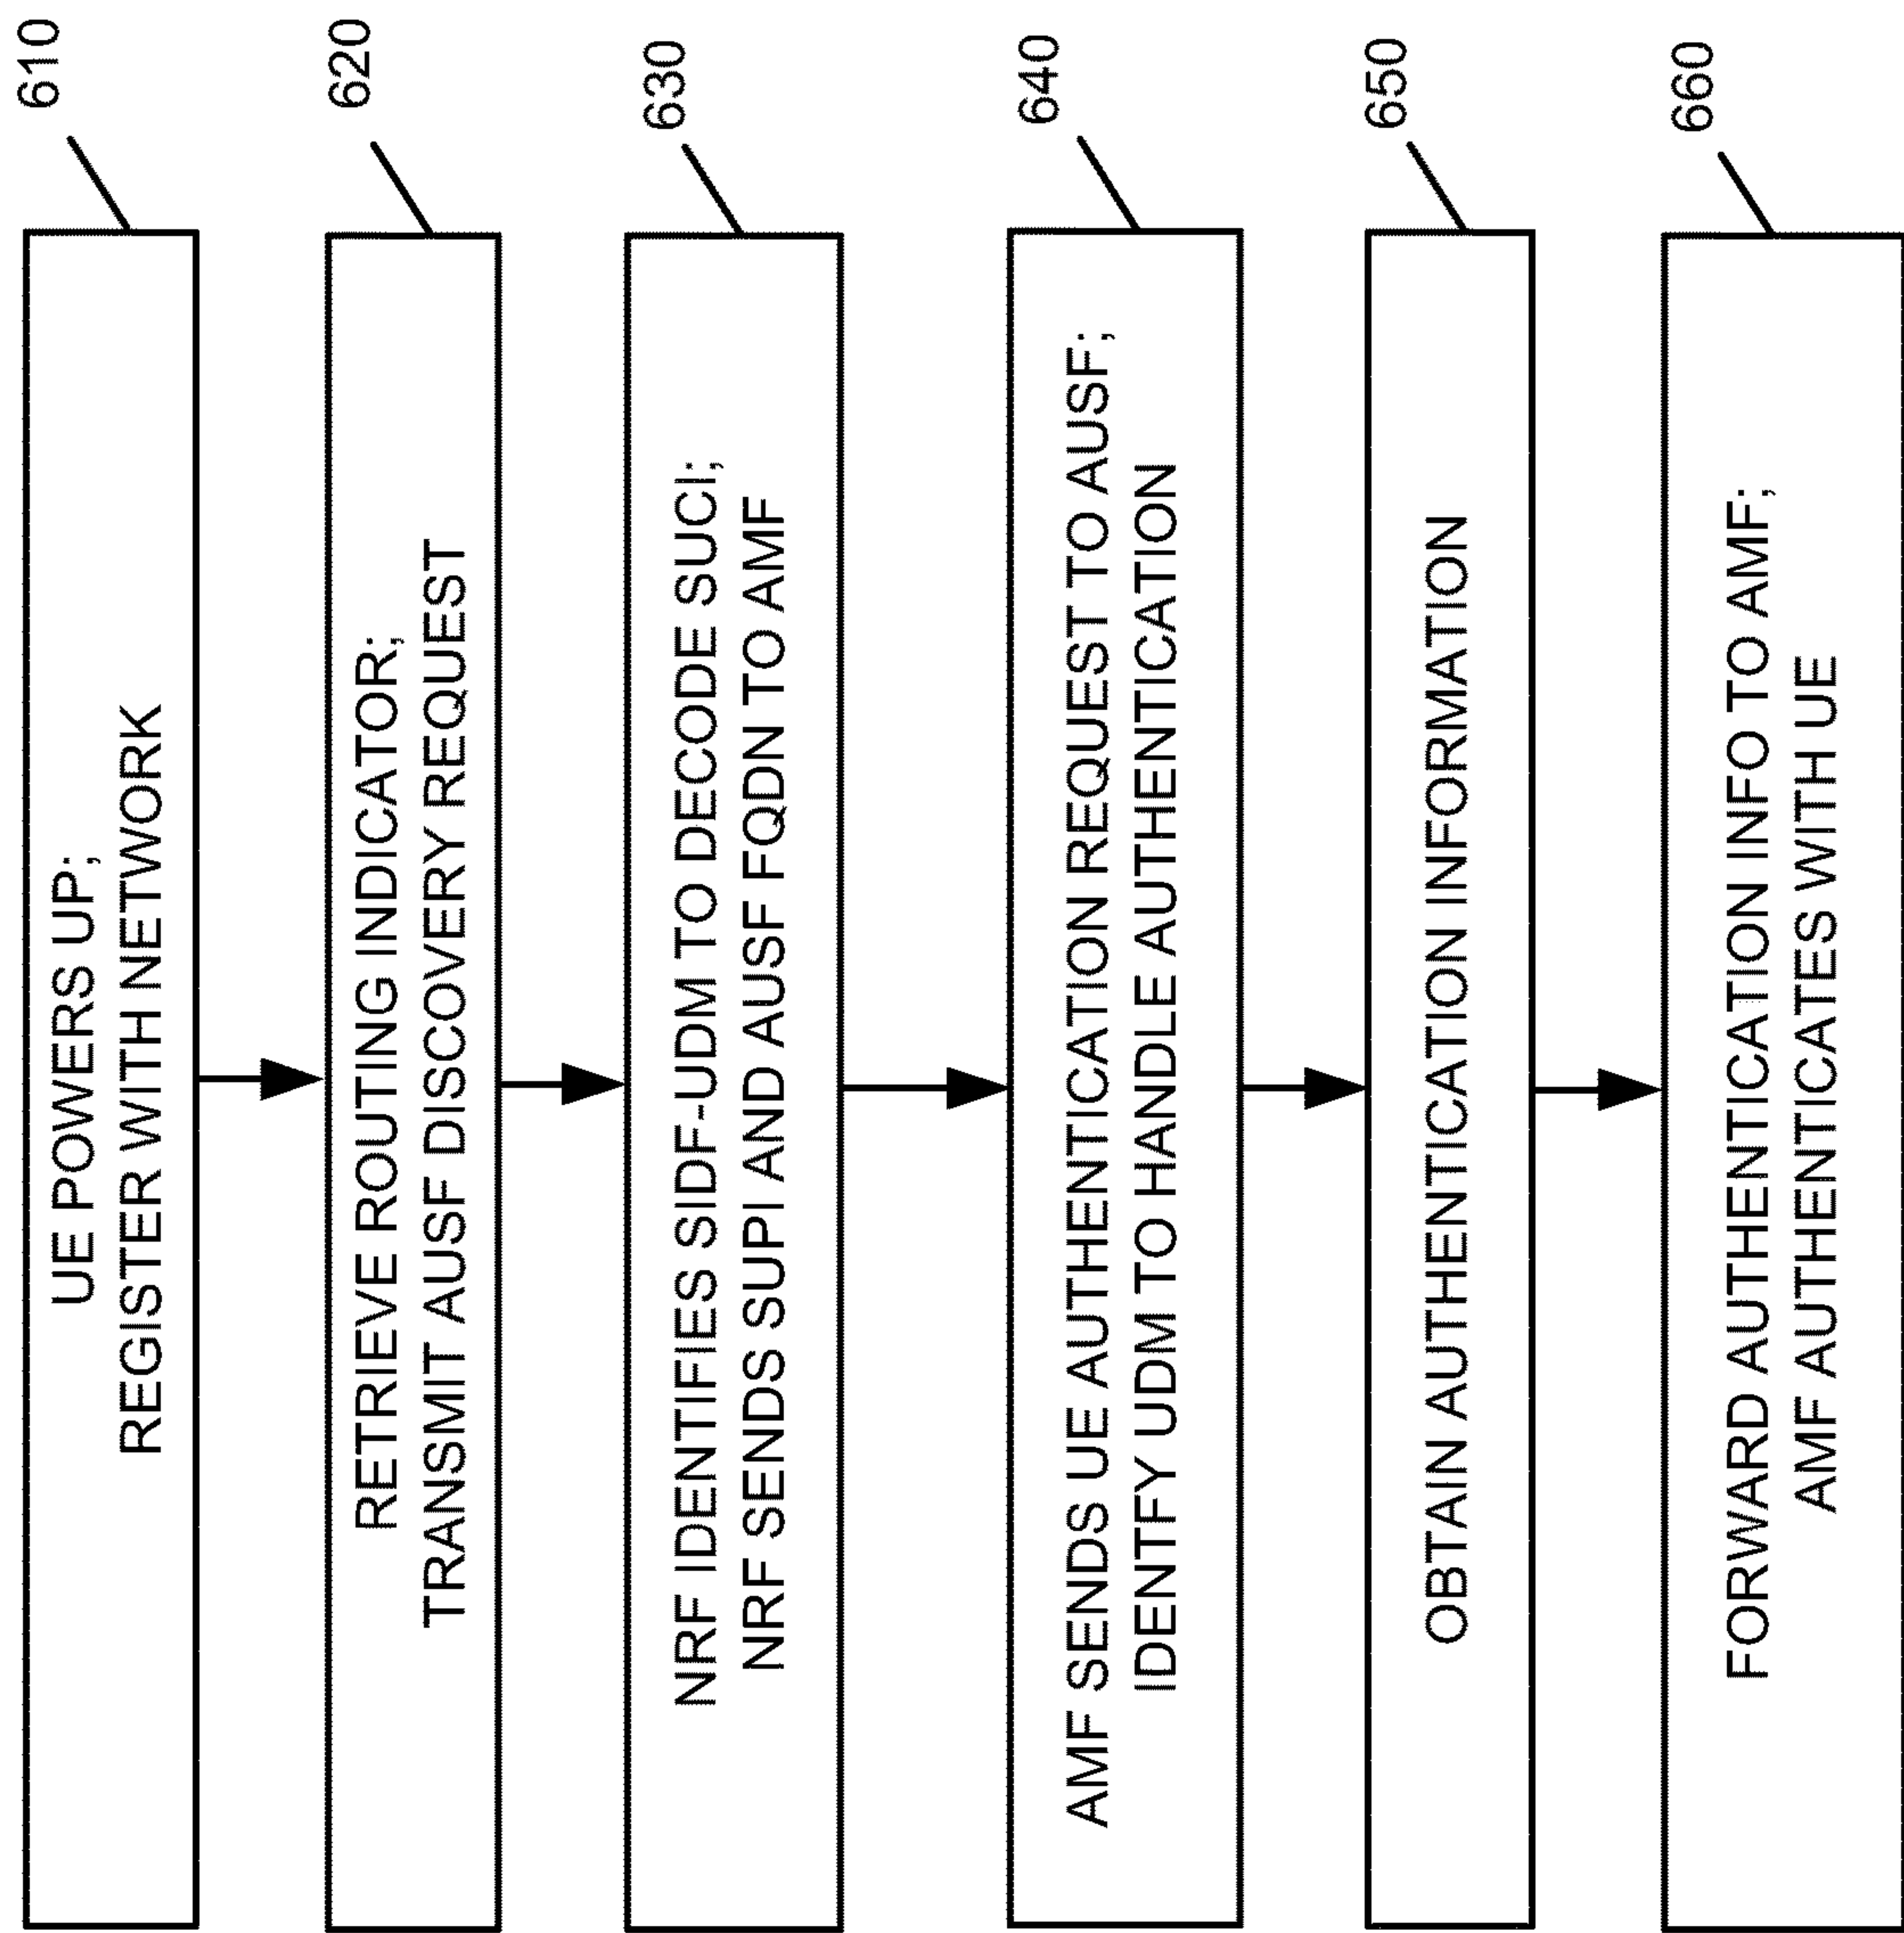 UE POWERS UP;
REGISTER WITH NETWORK
610
RETRIEVE ROUTING INDICATOR;
TRANSMIT AUSF DISCOVERY REQUEST
620
NRF IDENTIFIES SIDF-UDM TO DECODE SUCI;
NRF SENDS SUPI AND AUSF FQDN TO AMF
630
AMF SENDS UE AUTHENTICATION REQUEST TO AUSF;
IDENTFY UDM TO HANDLE AUTHENTICATION
640
OBTAIN AUTHENTICATION INFORMATION
650
FORWARD AUTHENTICATION INFO TO AMF;
AMF AUTHENTICATES WITH UE
660